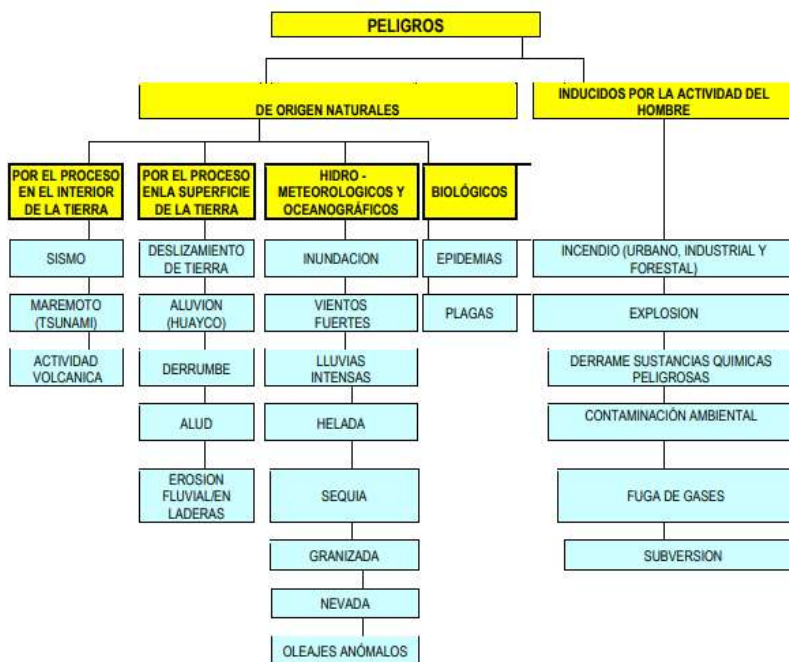 PELIGROS
DE ORIGEN NATURALES
INDUCIDOS POR LA ACTIVIDAD DEL
HOMBRE
POR EL PROCESO
EN EL INTERIOR
DE LA TIERRA
POR EL PROCESO
ENLA SUPERFICIE
DE LA TIERRA
HIDRO -
METEOROLOGICOS Y
OCEANOGRÁFICOS
BIOLÓGICOS
SISMO
MAREMOTO
(TSUNAMI)
ACTIVIDAD
VOLCANICA
DESLIZAMIENTO
DE TIERRA
ALUVION
(HUAYCO)
DERRUMBE
ALUD
EROSION
FLUVIAL/EN
LADERAS
INUNDACION
VIENTOS
FUERTES
LLUVIAS
INTENSAS
HELADA
SEQUIA
GRANIZADA
NEVADA
OLEAJES ANÓMALOS
EPIDEMIAS
PLAGAS
INCENDIO (URBANO, INDUSTRIAL Y
FORESTAL)
EXPLOSION
DERRAME SUSTANCIAS QUIMICAS
PELIGROSAS
CONTAMINACIÓN AMBIENTAL
FUGA DE GASES
SUBVERSION